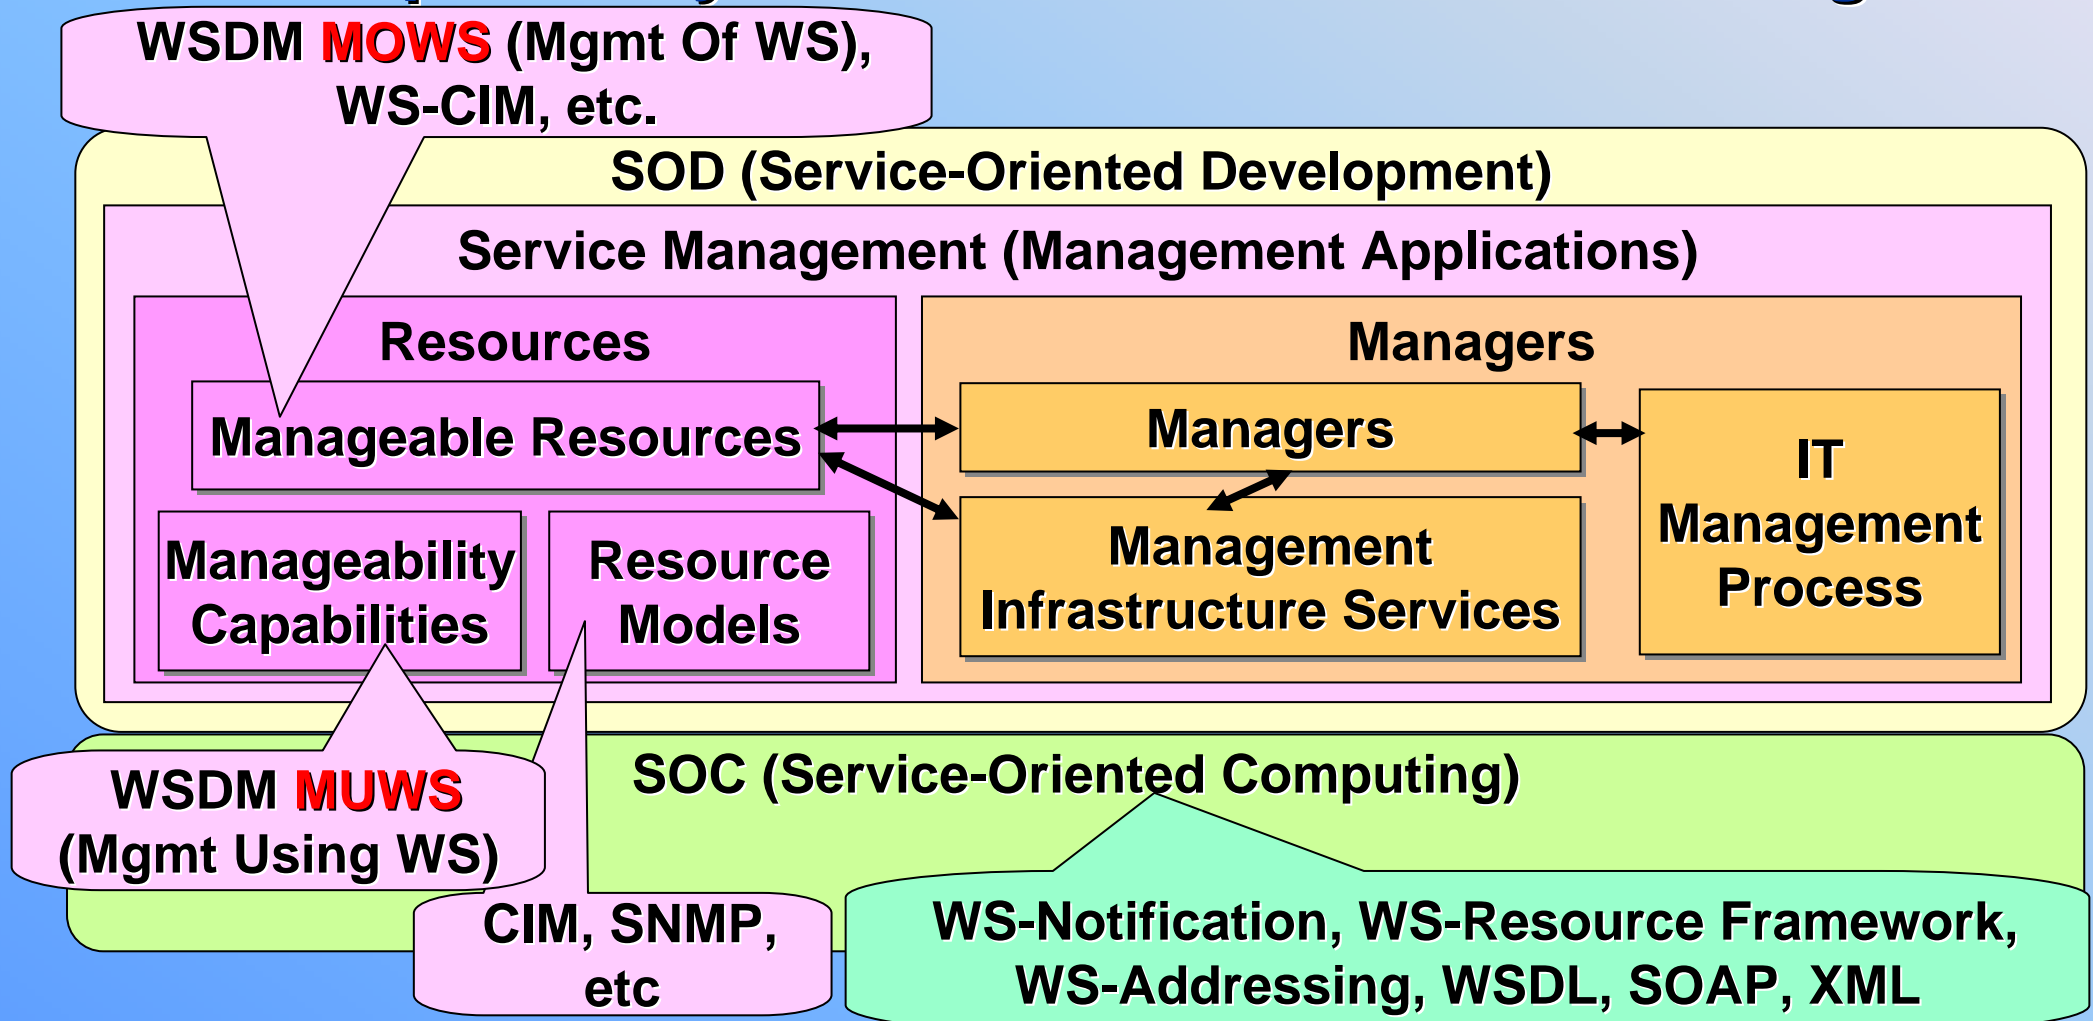 WSDM MOWS (Mgmt Of WS),
WS-CIM, etc.
SOD (Service-Oriented Development)
Service Management (Management Applications)
Resources
Managers
Manageable Resources
Managers
IT
Management
Process
Manageability
Capabilities
Resource
Models
Management
Infrastructure Services
SOC (Service-Oriented Computing)
WSDM MUWS
(Mgmt Using WS)
CIM, SNMP,
etc
WS-Notification, WS-Resource Framework,
WS-Addressing, WSDL, SOAP, XML